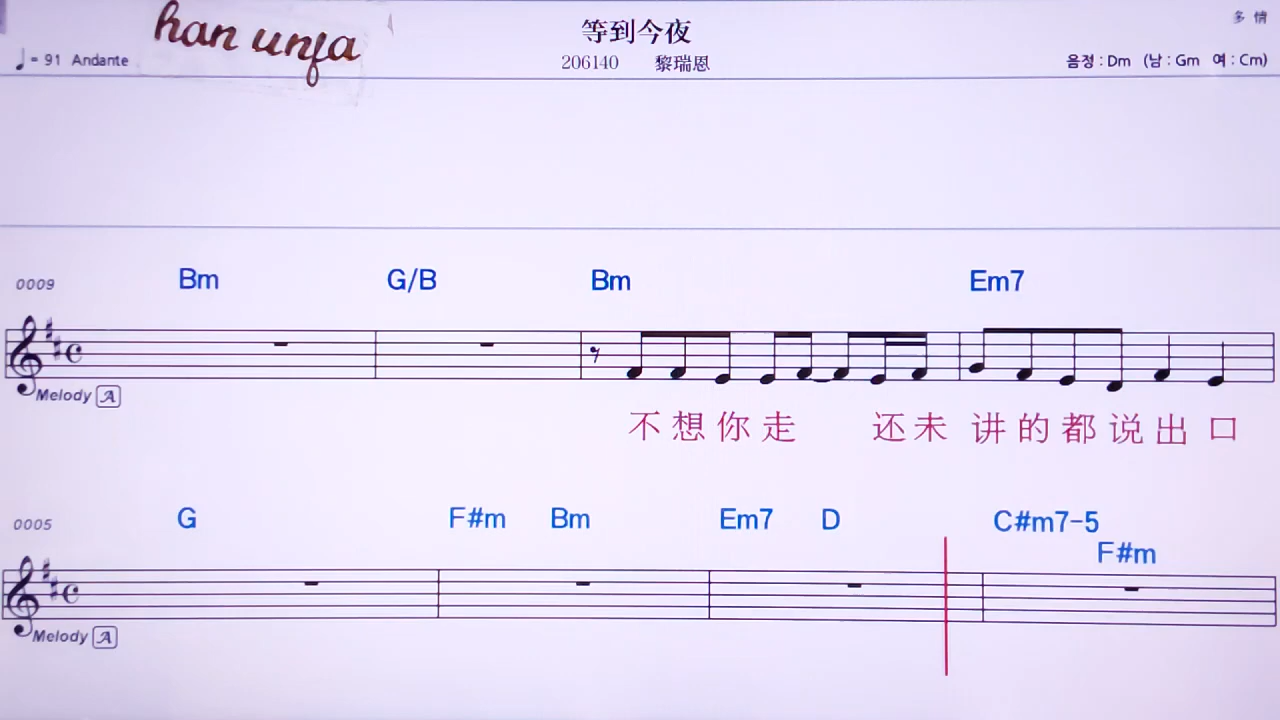 han unfa
等到今夜
多 情
♩= 91 Andante
206140 黎瑞恩
음정 : Dm (남 : Gm 여 : Cm)
0009 Bm G/B Bm Em7
Melody A
不想你走 还未 讲的都说出口
0005 G F#m Bm Em7 D C#m7-5
F#m
Melody A